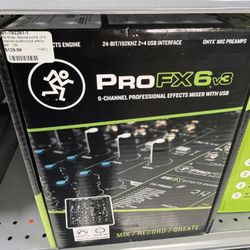 $129.99
CTS ENGINE
24-BIT/192KHZ 2×4 USB INTERFACE
ONYX MIC PREAMPS
PROFX6v3
6-CHANNEL PROFESSIONAL EFFECTS MIXER WITH USB
MIX / RECORD / CREATE